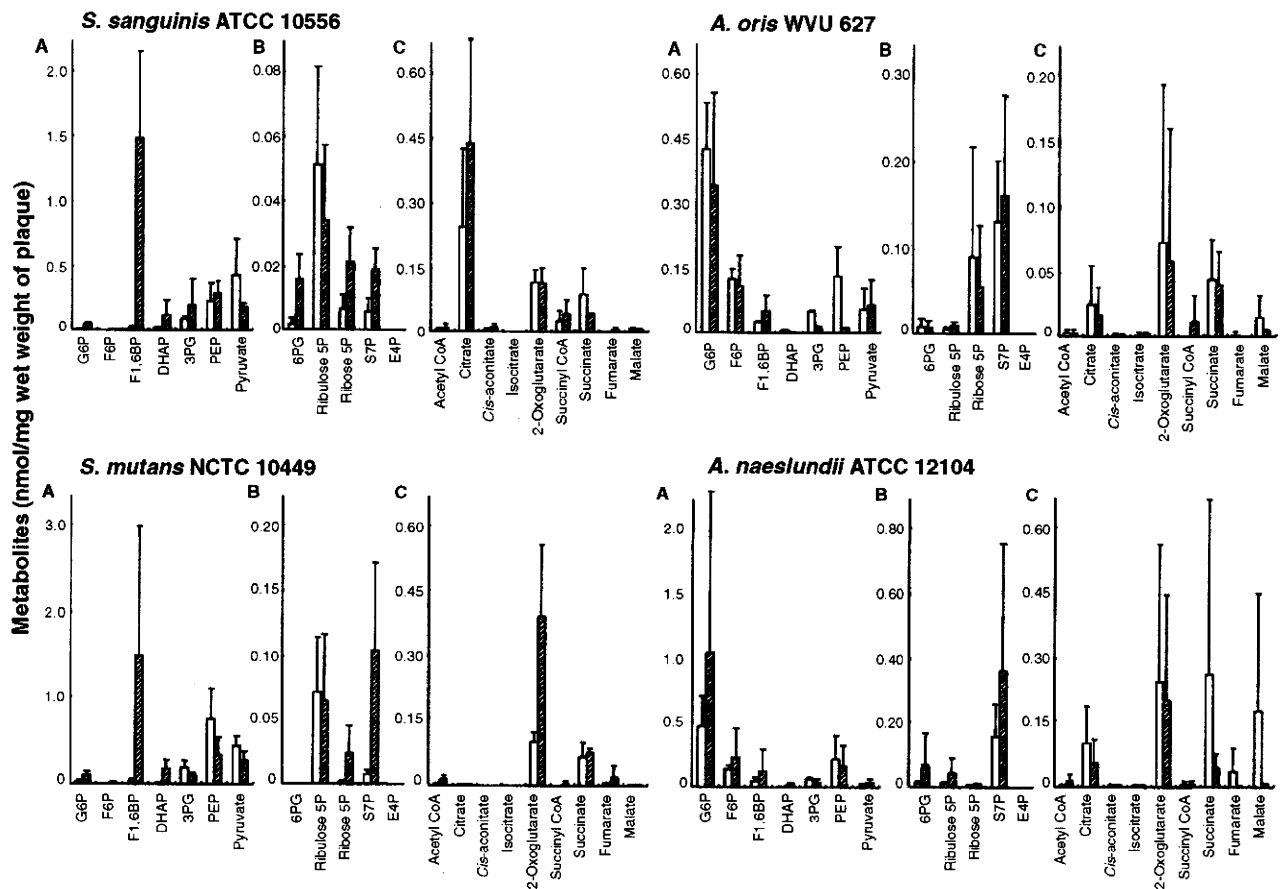 S. sanguinis ATCC 10556
A
2.0
1.5
1.0
0.5
0
G6P
F6P
F1,6BP
DHAP
3PG
PEP
Pyruvate
B
0.08
0.06
0.04
0.02
0
6PG
Ribulose 5P
Ribose 5P
S7P
E4P
C
0.60
0.45
0.30
0.15
0
Acetyl CoA
Citrate
Cis-aconitate
Isocitrate
2-Oxoglutarate
Succinyl CoA
Succinate
Fumarate
Malate
A. oris WVU 627
A
0.60
0.45
0.30
0.15
0
G6P
F6P
F1,6BP
DHAP
3PG
PEP
Pyruvate
B
0.30
0.20
0.10
0
6PG
Ribulose 5P
Ribose 5P
S7P
E4P
C
0.20
0.15
0.10
0.05
0
Acetyl CoA
Citrate
Cis-aconitate
Isocitrate
2-Oxoglutarate
Succinyl CoA
Succinate
Fumarate
Malate
Metabolites (nmol/mg wet weight of plaque)
S. mutans NCTC 10449
A
3.0
2.0
1.0
0
G6P
F6P
F1,6BP
DHAP
3PG
PEP
Pyruvate
B
0.20
0.15
0.10
0.05
0
6PG
Ribulose 5P
Ribose 5P
S7P
E4P
C
0.60
0.45
0.30
0.15
0
Acetyl CoA
Citrate
Cis-aconitate
Isocitrate
2-Oxoglutarate
Succinyl CoA
Succinate
Fumarate
Malate
A. naeslundii ATCC 12104
A
2.0
1.5
1.0
0.5
0
G6P
F6P
F1,6BP
DHAP
3PG
PEP
Pyruvate
B
0.80
0.60
0.40
0.20
0
6PG
Ribulose 5P
Ribose 5P
S7P
E4P
C
0.60
0.45
0.30
0.15
0
Acetyl CoA
Citrate
Cis-aconitate
Isocitrate
2-Oxoglutarate
Succinyl CoA
Succinate
Fumarate
Malate